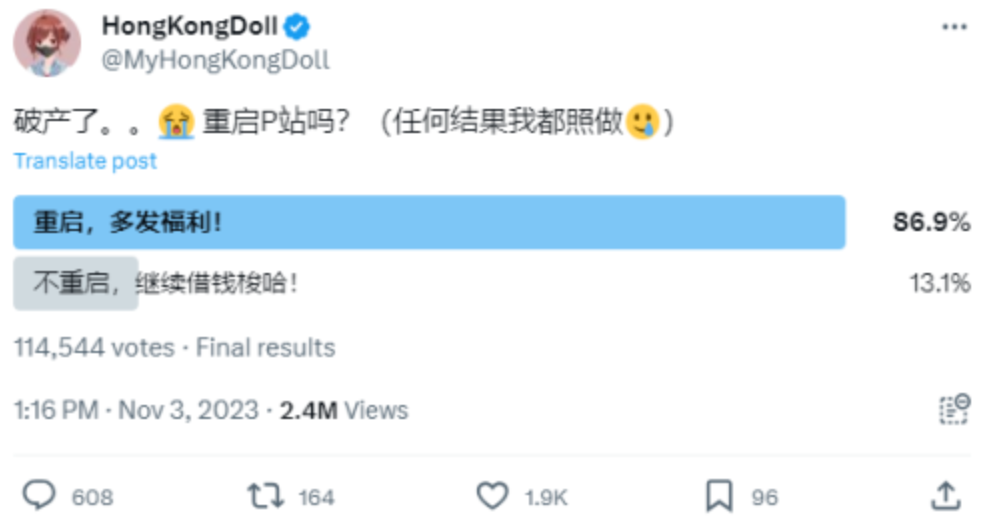 HongKongDoll
@MyHongKongDoll
破产了。。😭 重启P站吗？（任何结果我都照做🥲）
Translate post
重启，多发福利！ 86.9%
不重启，继续借钱梭哈！ 13.1%
114,544 votes · Final results
1:16 PM · Nov 3, 2023 · 2.4M Views
608 164 1.9K 96